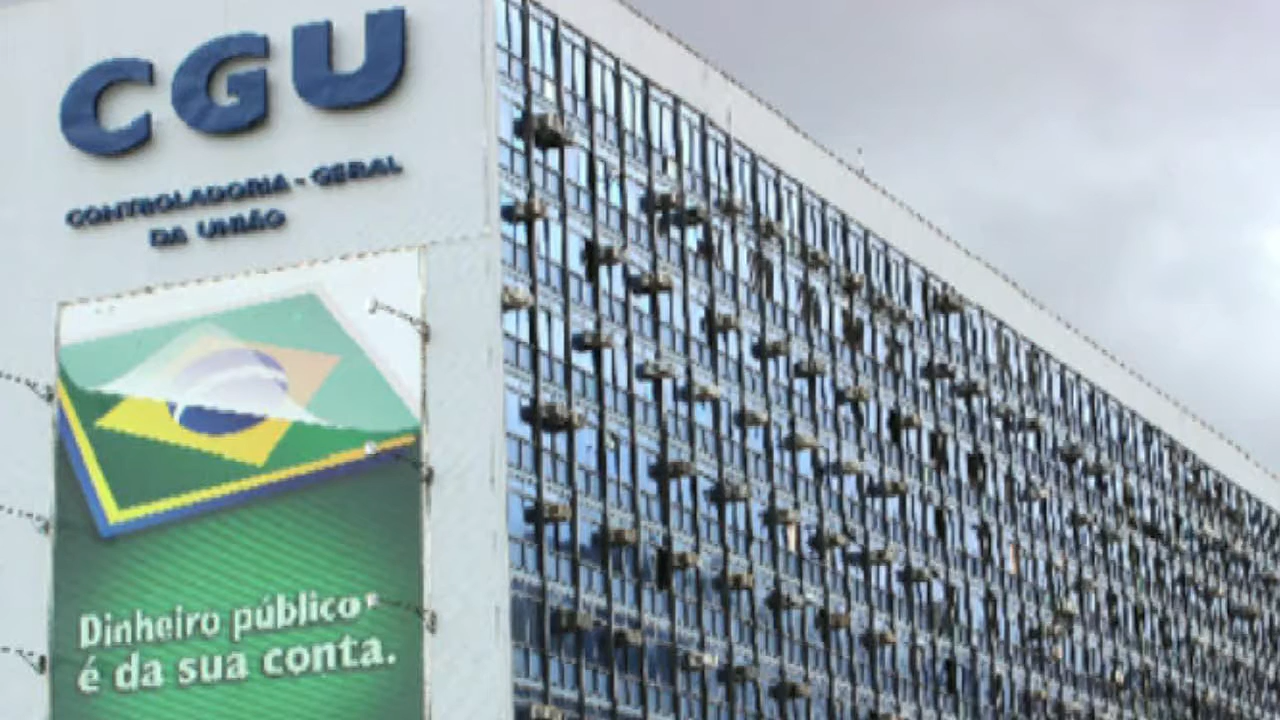 CGU
CONTROLADORIA-GERAL
DA UNIÃO
Dinheiro público
é da sua conta.